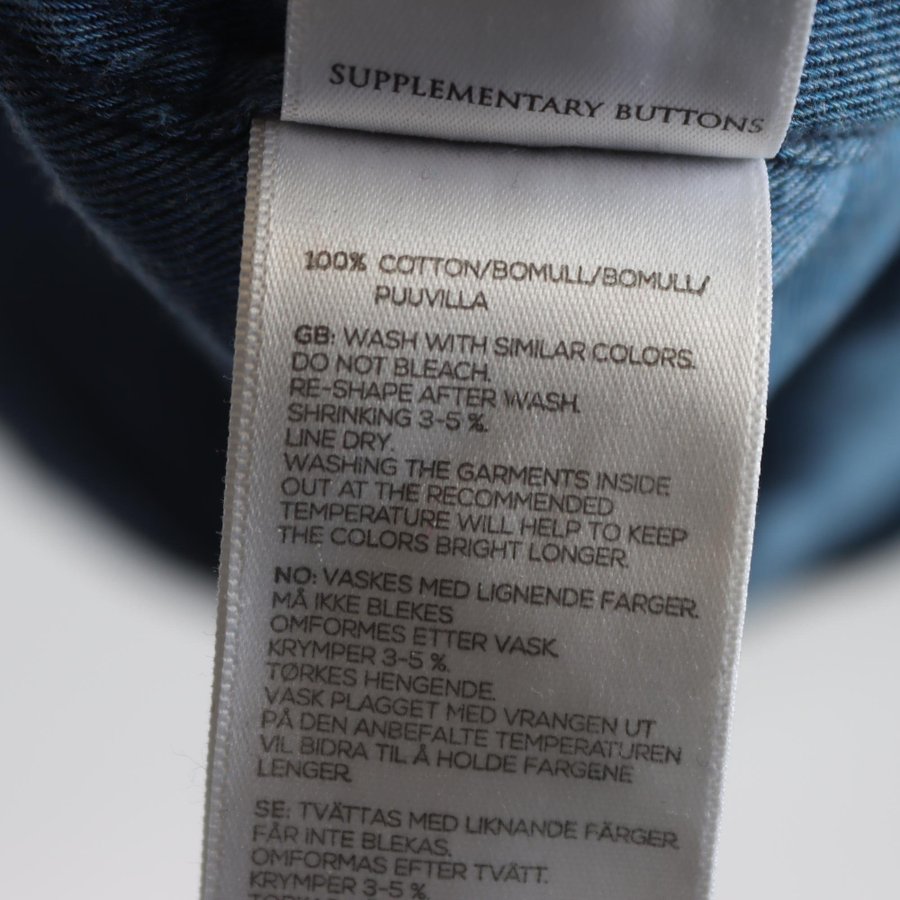 SUPPLEMENTARY BUTTONS
100% COTTON/BOMULL/BOMULL/
PUUVILLA
GB: WASH WITH SIMILAR COLORS.
DO NOT BLEACH.
RE-SHAPE AFTER WASH.
SHRINKING 3-5 %.
LINE DRY.
WASHING THE GARMENTS INSIDE
OUT AT THE RECOMMENDED
TEMPERATURE WILL HELP TO KEEP
THE COLORS BRIGHT LONGER.
NO: VASKES MED LIGNENDE FARGER.
MÅ IKKE BLEKES
OMFORMES ETTER VASK.
KRYMPER 3-5 %.
TØRKES HENGENDE.
VASK PLAGGET MED VRANGEN UT
PÅ DEN ANBEFALTE TEMPERATUREN
VIL BIDRA TIL Å HOLDE FARGENE
LENGER.
SE: TVÄTTAS MED LIKNANDE FÄRGER.
FÅR INTE BLEKAS.
OMFORMAS EFTER TVÄTT.
KRYMPER 3-5 %.